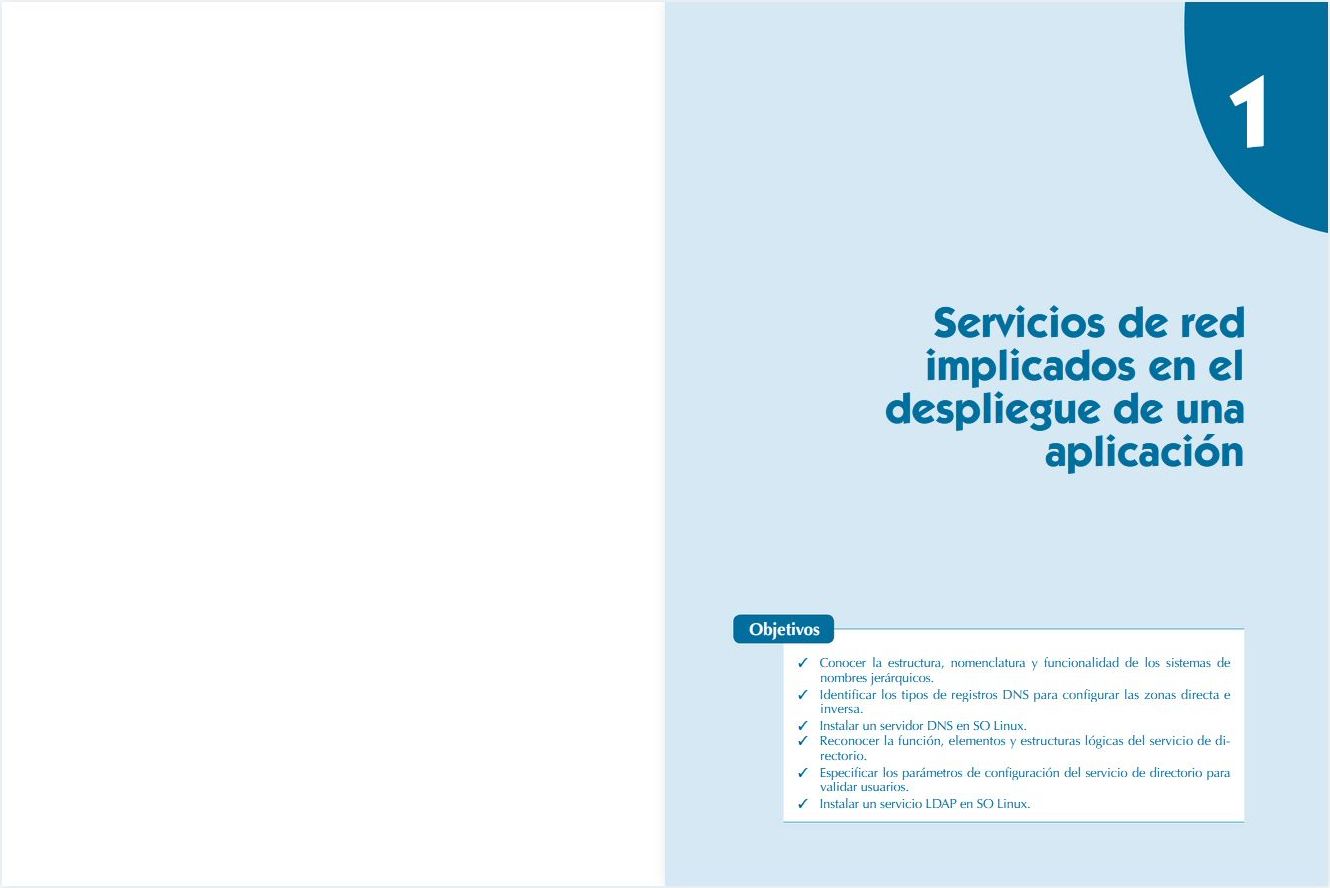 1
Servicios de red
implicados en el
despliegue de una
aplicación
Objetivos
✓ Conocer la estructura, nomenclatura y funcionalidad de los sistemas de
nombres jerárquicos.
✓ Identificar los tipos de registros DNS para configurar las zonas directa e
inversa.
✓ Instalar un servidor DNS en SO Linux.
✓ Reconocer la función, elementos y estructuras lógicas del servicio de di-
rectorio.
✓ Especificar los parámetros de configuración del servicio de directorio para
validar usuarios.
✓ Instalar un servicio LDAP en SO Linux.